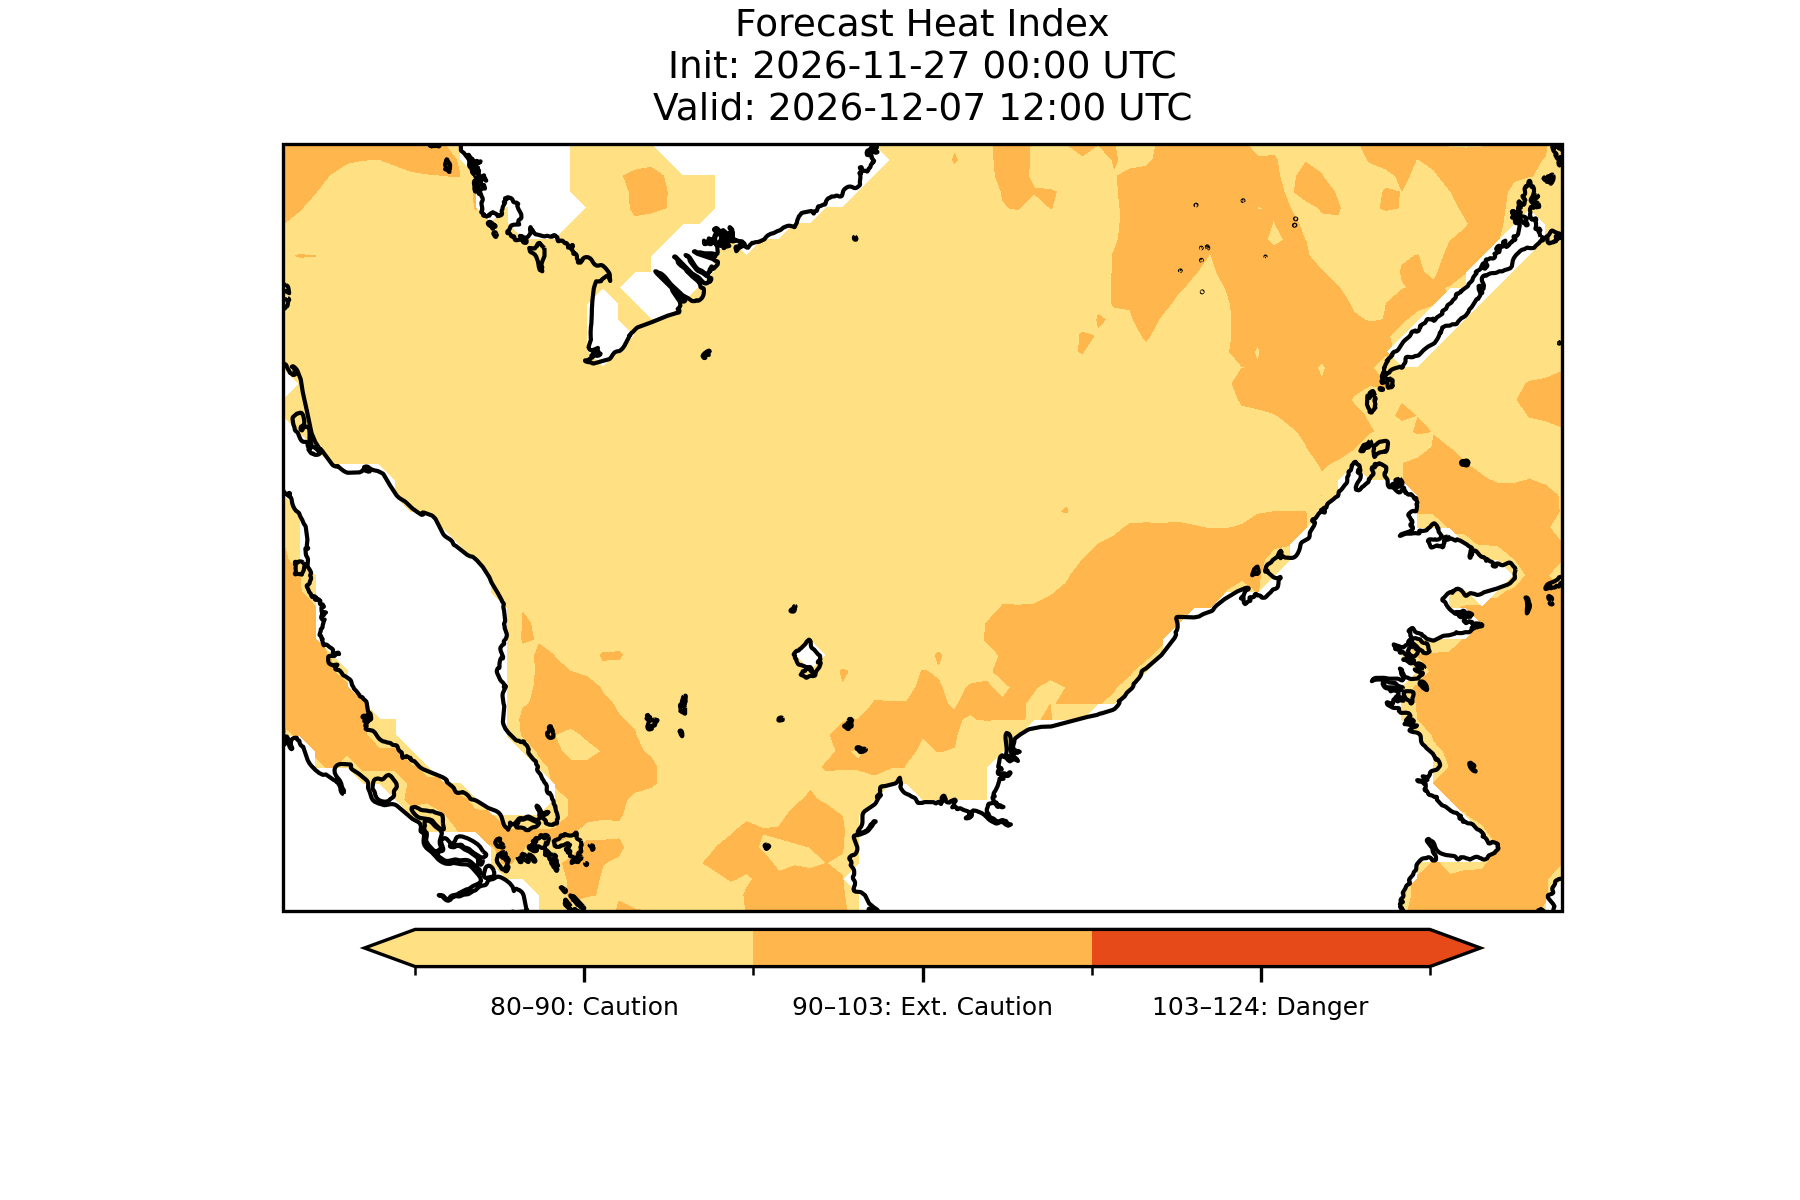 Forecast Heat Index
Init: 2026-11-27 00:00 UTC
Valid: 2026-12-07 12:00 UTC
80–90: Caution
90–103: Ext. Caution
103–124: Danger